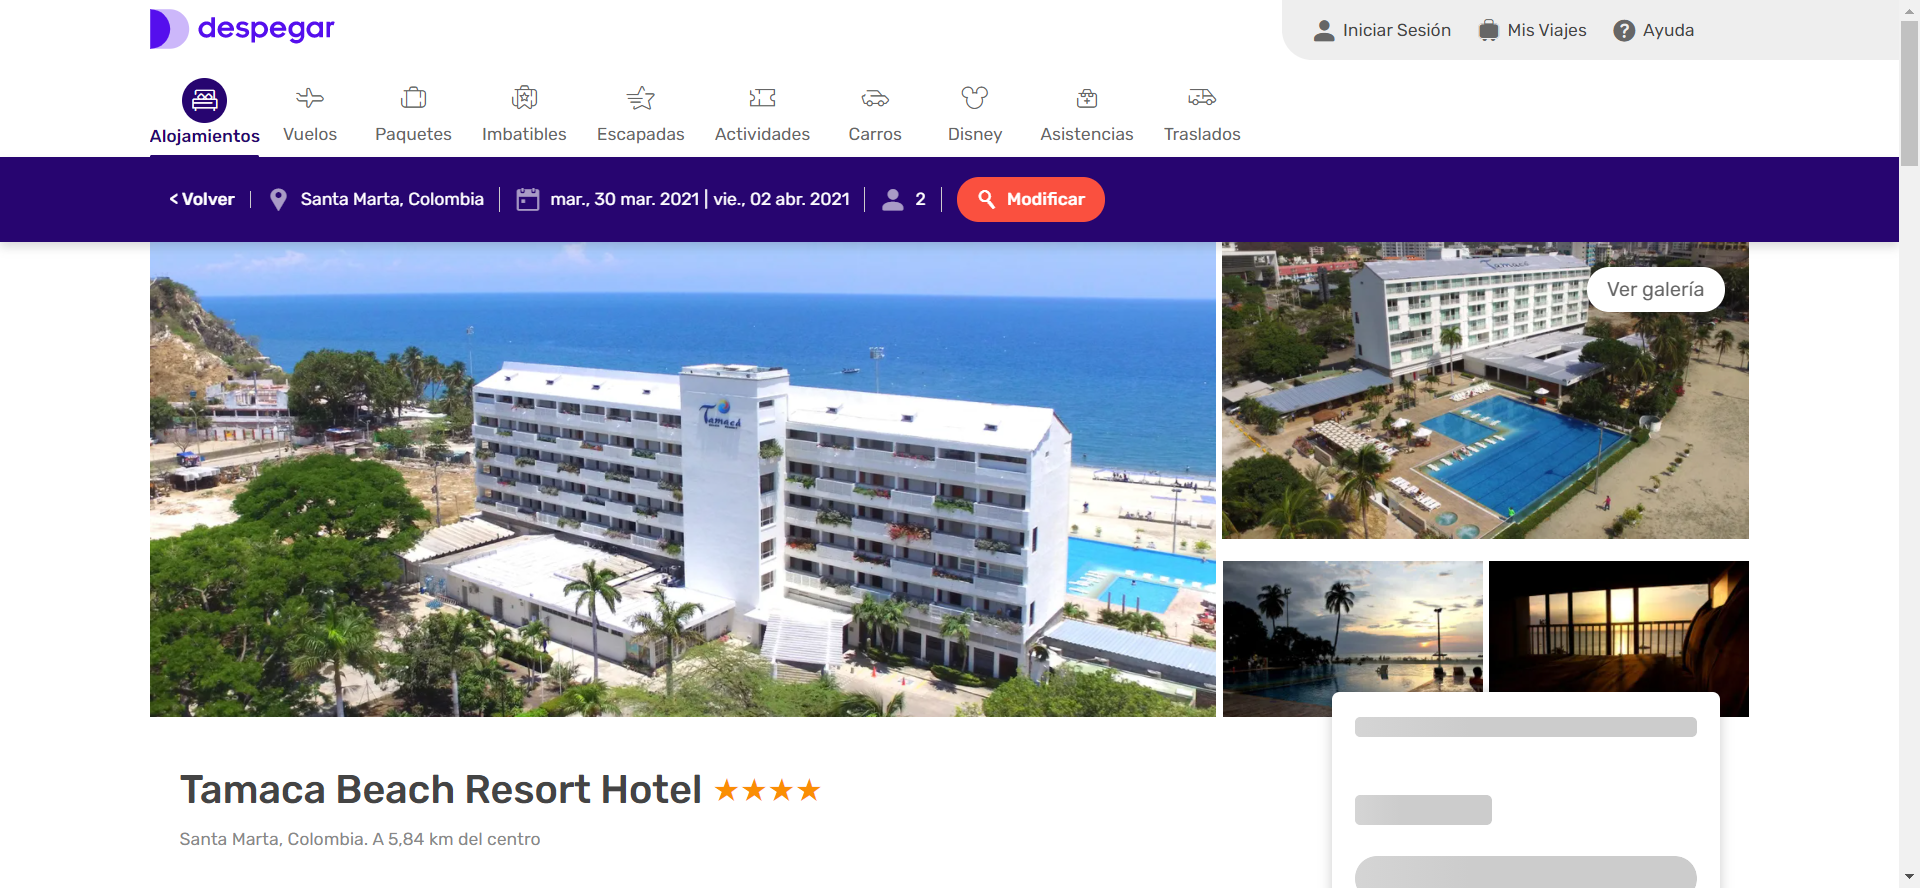 despegar
Iniciar Sesión
Mis Viajes
Ayuda
Alojamientos
Vuelos
Paquetes
Imbatibles
Escapadas
Actividades
Carros
Disney
Asistencias
Traslados
< Volver
Santa Marta, Colombia
mar., 30 mar. 2021 | vie., 02 abr. 2021
2
Modificar
Tamacá
Tamacá
Ver galería
Tamaca Beach Resort Hotel
Santa Marta, Colombia. A 5,84 km del centro